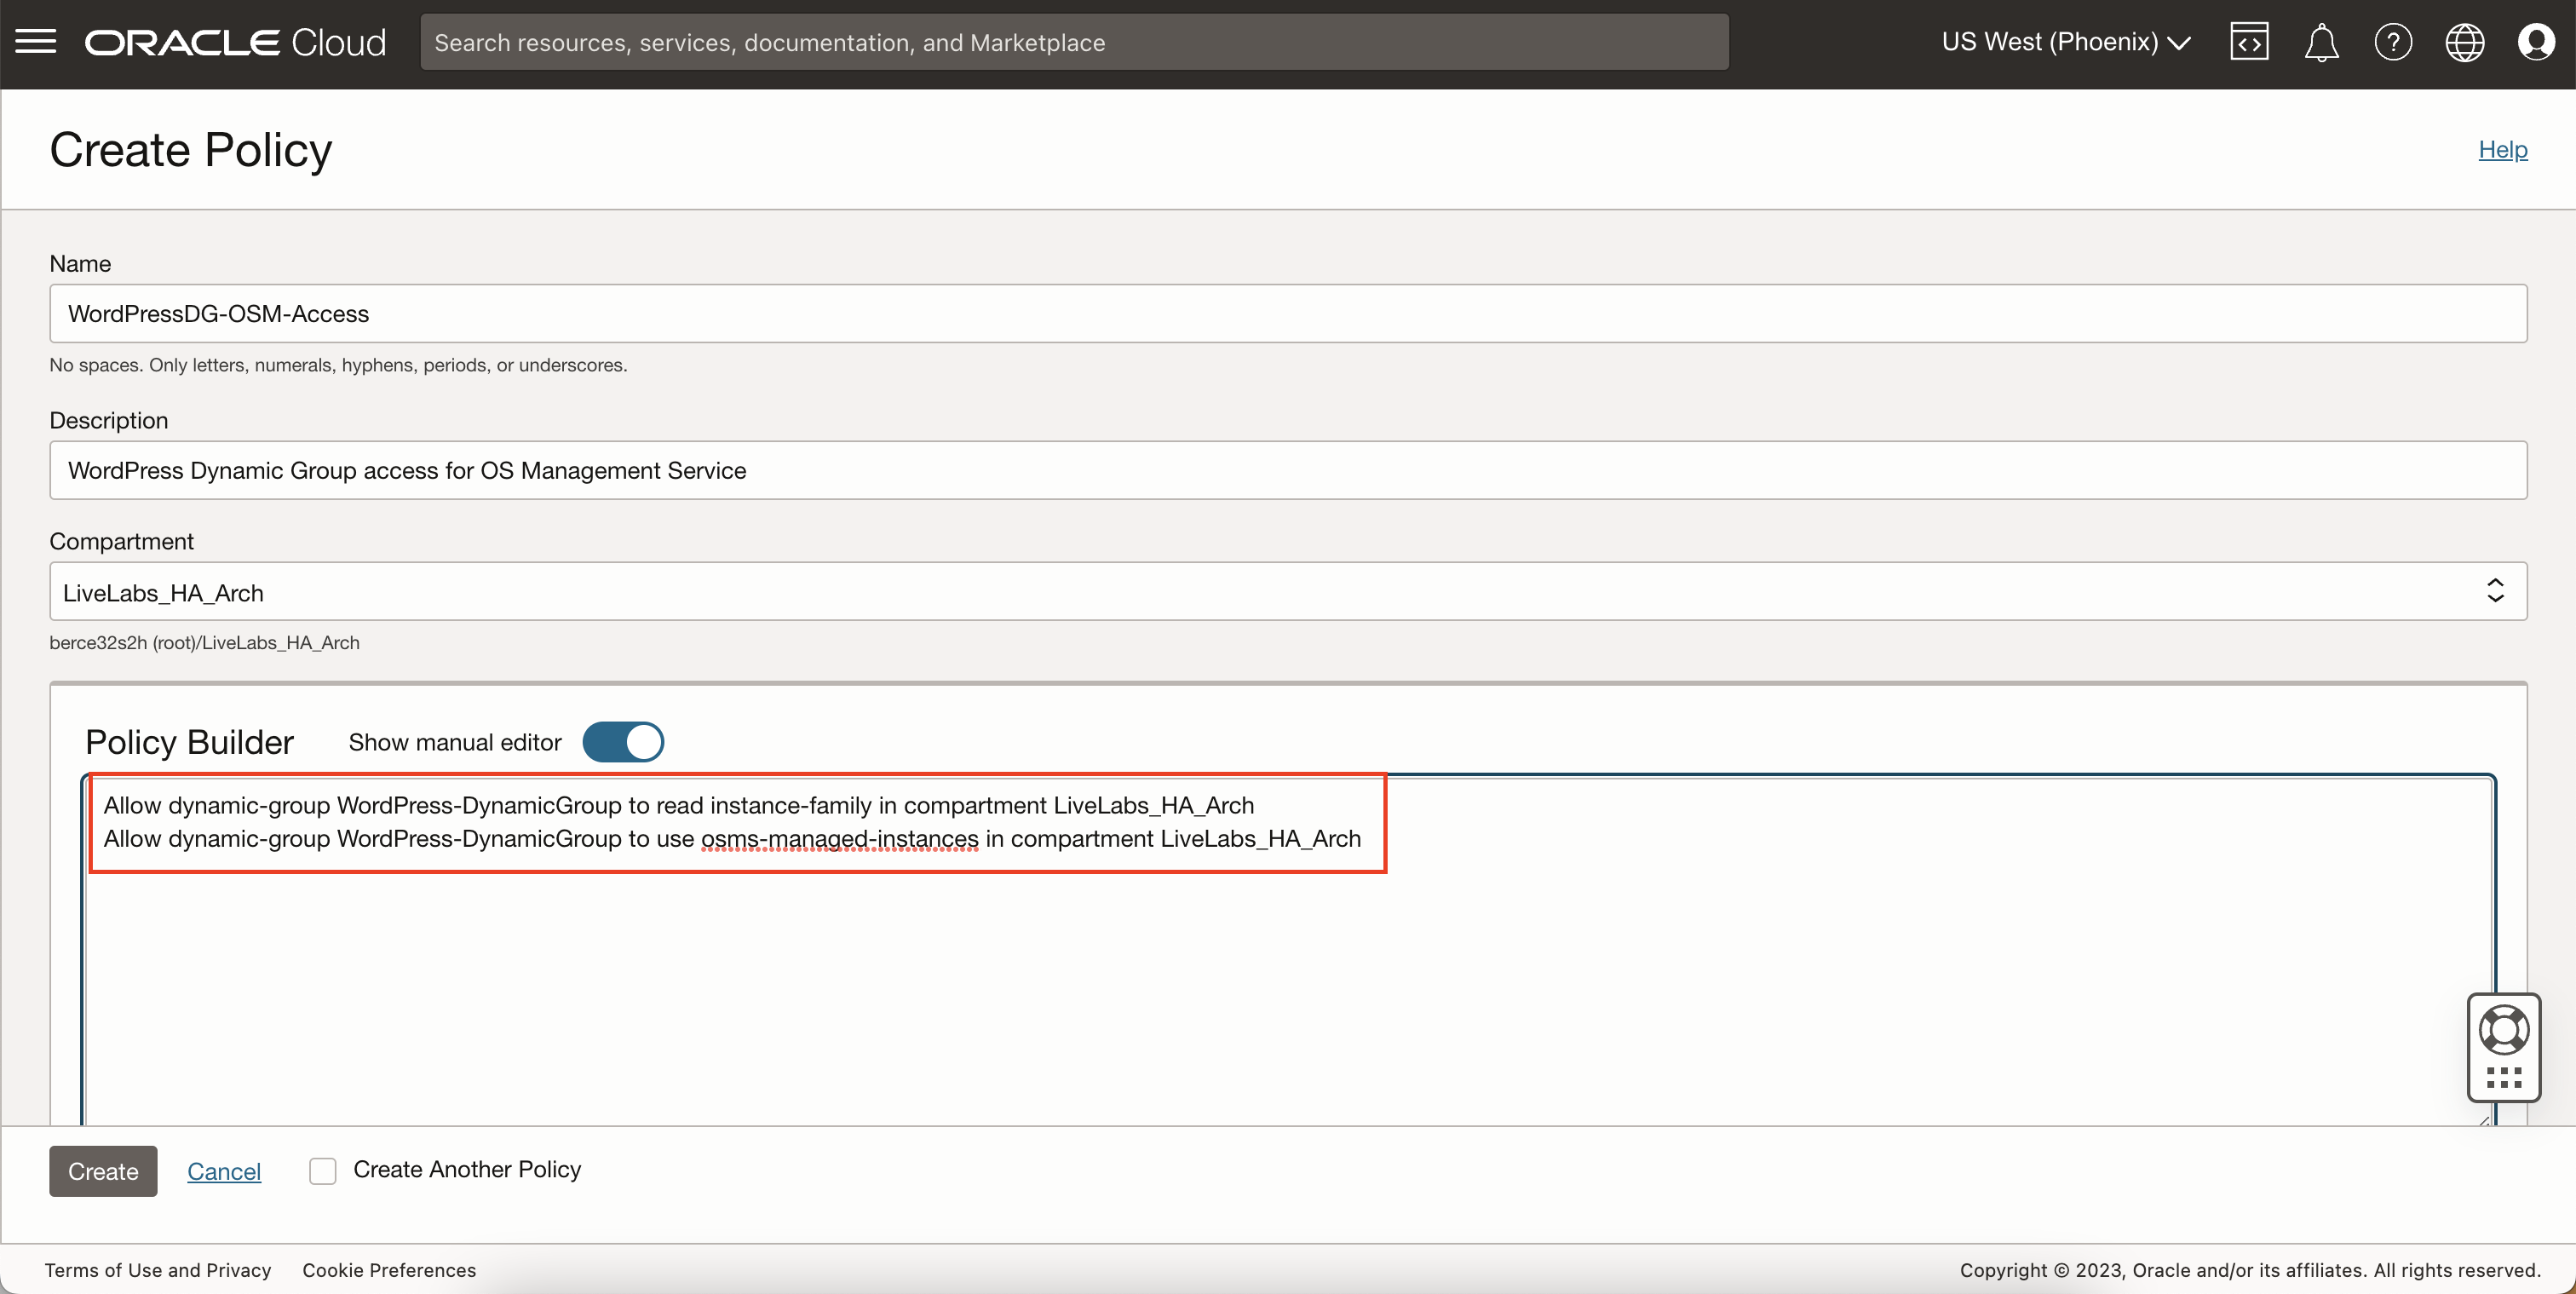 ORACLE Cloud
Search resources, services, documentation, and Marketplace
US West (Phoenix)
Create Policy
Help
Name
WordPressDG-OSM-Access
No spaces. Only letters, numerals, hyphens, periods, or underscores.
Description
WordPress Dynamic Group access for OS Management Service
Compartment
LiveLabs_HA_Arch
berce32s2h (root)/LiveLabs_HA_Arch
Policy Builder
Show manual editor
Allow dynamic-group WordPress-DynamicGroup to read instance-family in compartment LiveLabs_HA_Arch
Allow dynamic-group WordPress-DynamicGroup to use osms-managed-instances in compartment LiveLabs_HA_Arch
Create
Cancel
Create Another Policy
Terms of Use and Privacy
Cookie Preferences
Copyright © 2023, Oracle and/or its affiliates. All rights reserved.